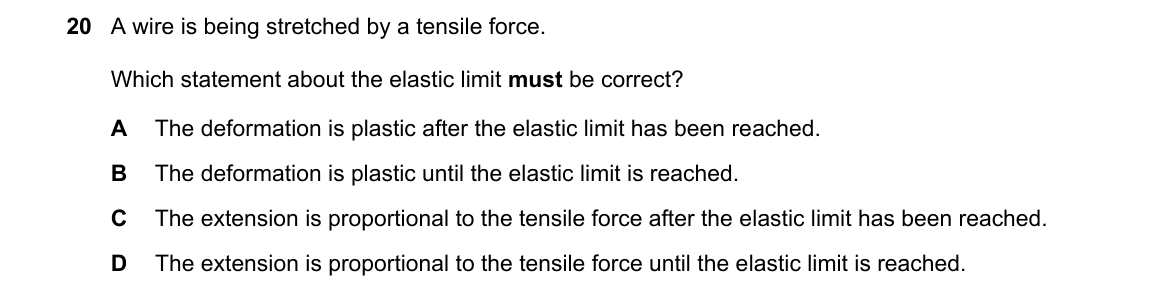 20 A wire is being stretched by a tensile force.
Which statement about the elastic limit must be correct?
A The deformation is plastic after the elastic limit has been reached.
B The deformation is plastic until the elastic limit is reached.
C The extension is proportional to the tensile force after the elastic limit has been reached.
D The extension is proportional to the tensile force until the elastic limit is reached.